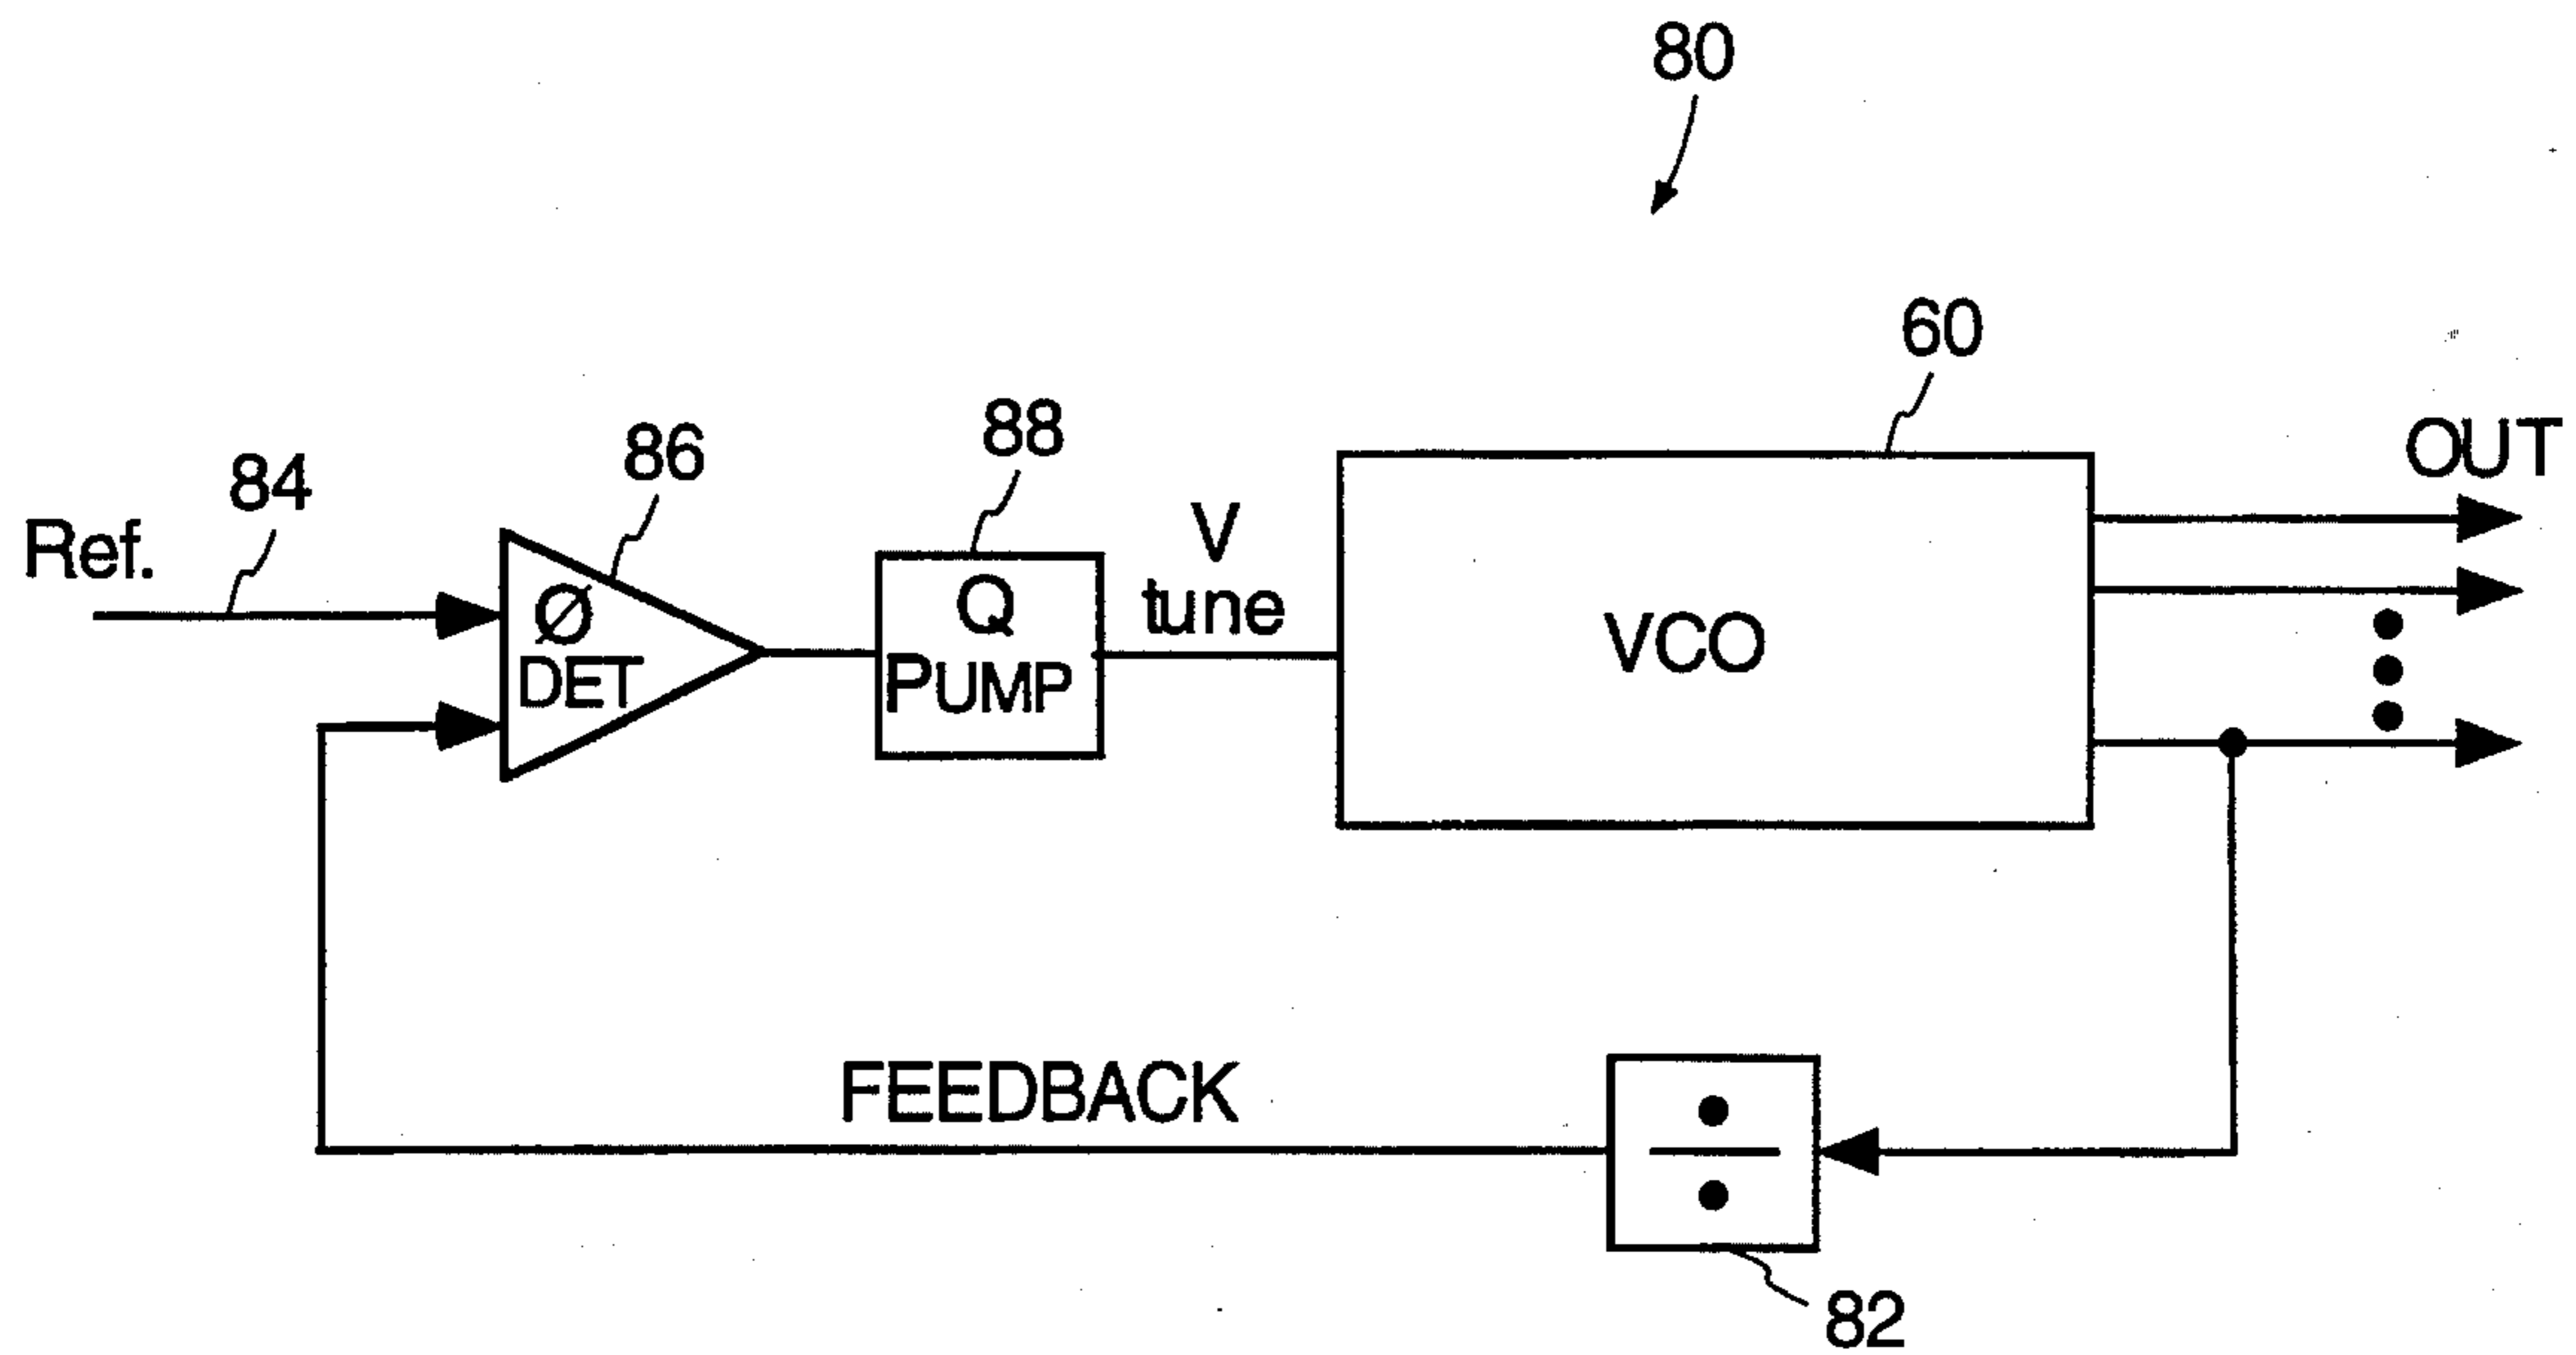 80
60
OUT
88
86
84
Ref.
V
tune
Ø
DET
Q
PUMP
VCO
FEEDBACK
÷
82